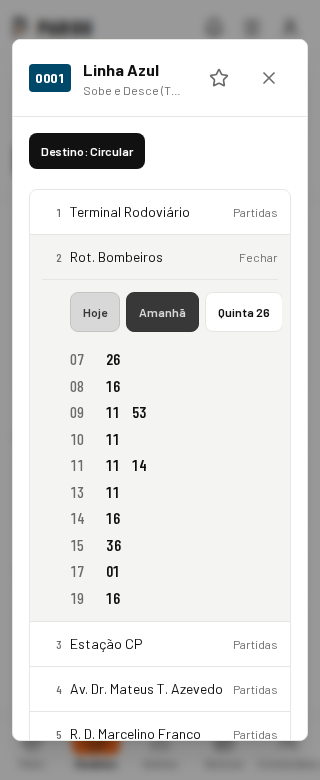 0001
Linha Azul
Sobe e Desce (T...
Destino: Circular
1 Terminal Rodoviário Partidas
2 Rot. Bombeiros Fechar
Hoje Amanhã Quinta 26
07 26
08 16
09 11 53
10 11
11 11 14
13 11
14 16
15 36
17 01
19 16
3 Estação CP Partidas
4 Av. Dr. Mateus T. Azevedo Partidas
5 R. D. Marcelino Franco Partidas